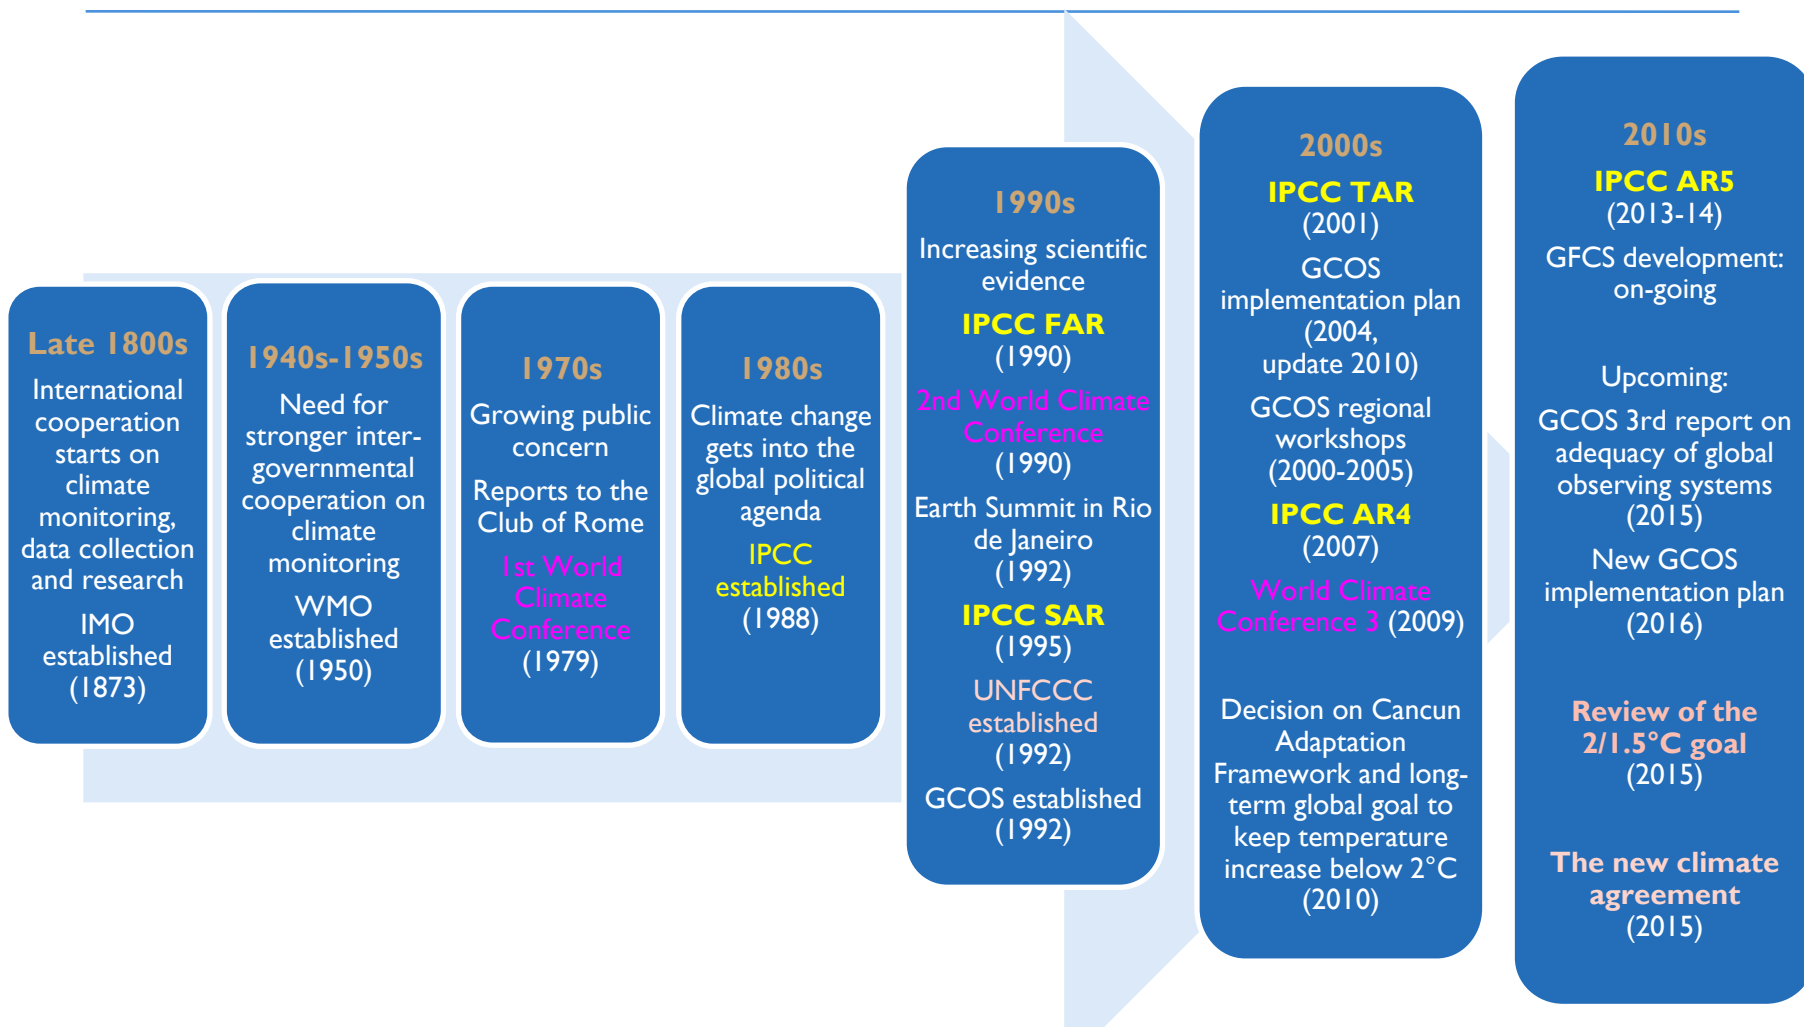 Late 1800s
International
cooperation
starts on
climate
monitoring,
data collection
and research
IMO
established
(1873)
1940s-1950s
Need for
stronger inter-
governmental
cooperation on
climate
monitoring
WMO
established
(1950)
1970s
Growing public
concern
Reports to the
Club of Rome
1st World
Climate
Conference
(1979)
1980s
Climate change
gets into the
global political
agenda
IPCC
established
(1988)
1990s
Increasing scientific
evidence
IPCC FAR
(1990)
2nd World Climate
Conference
(1990)
Earth Summit in Rio
de Janeiro
(1992)
IPCC SAR
(1995)
UNFCCC
established
(1992)
GCOS established
(1992)
2000s
IPCC TAR
(2001)
GCOS
implementation plan
(2004,
update 2010)
GCOS regional
workshops
(2000-2005)
IPCC AR4
(2007)
World Climate
Conference 3 (2009)
Decision on Cancun
Adaptation
Framework and long-
term global goal to
keep temperature
increase below 2°C
(2010)
2010s
IPCC AR5
(2013-14)
GFCS development:
on-going
Upcoming:
GCOS 3rd report on
adequacy of global
observing systems
(2015)
New GCOS
implementation plan
(2016)
Review of the
2/1.5°C goal
(2015)
The new climate
agreement
(2015)